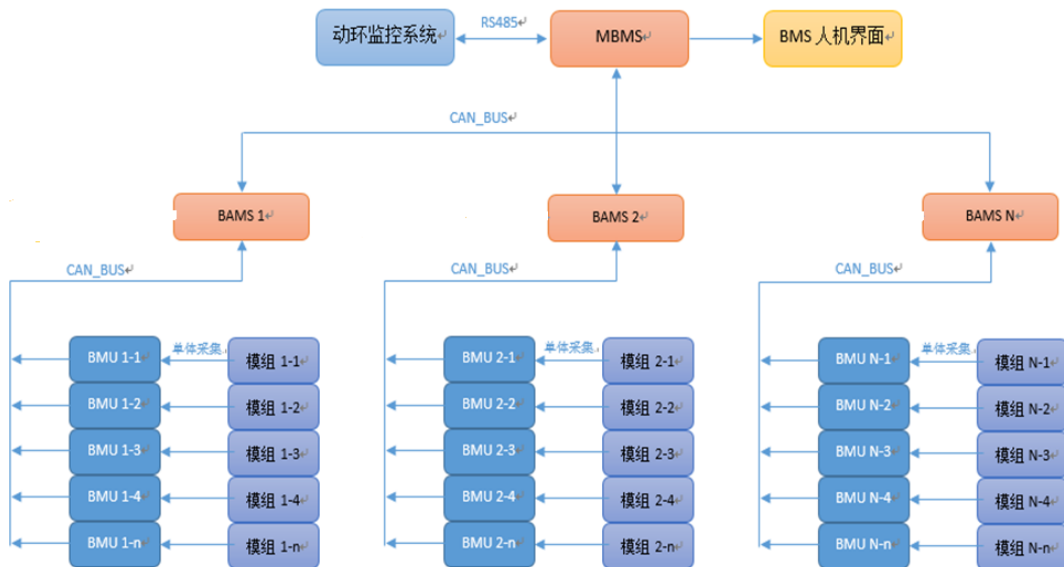 动环监控系统
RS485
MBMS
BMS 人机界面
CAN_BUS
BAMS 1
BAMS 2
BAMS N
CAN_BUS
CAN_BUS
CAN_BUS
BMU 1-1
单体采集
模组 1-1
BMU 2-1
单体采集
模组 2-1
BMU N-1
单体采集
模组 N-1
BMU 1-2
模组 1-2
BMU 2-2
模组 2-2
BMU N-2
模组 N-2
BMU 1-3
模组 1-3
BMU 2-3
模组 2-3
BMU N-3
模组 N-3
BMU 1-4
模组 1-4
BMU 2-4
模组 2-4
BMU N-4
模组 N-4
BMU 1-n
模组 1-n
BMU 2-n
模组 2-n
BMU N-n
模组 N-n